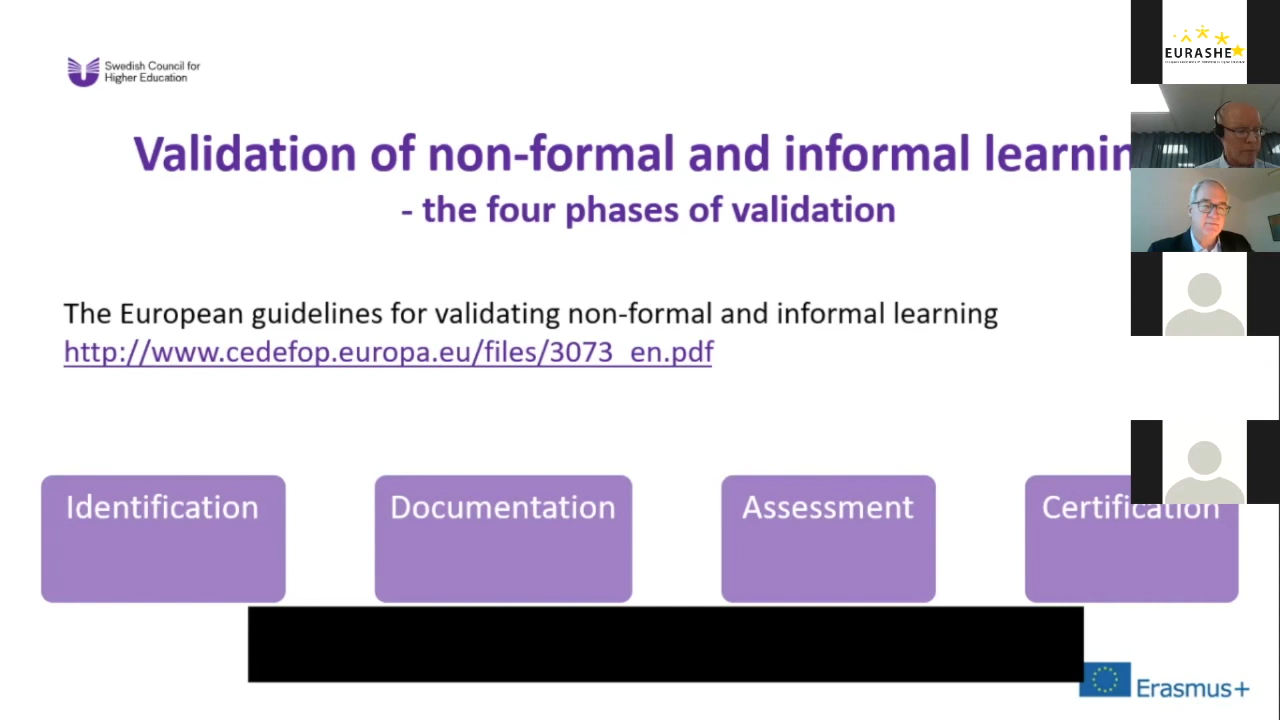 Swedish Council for
Higher Education
EURASHE
Validation of non-formal and informal learnin
- the four phases of validation
The European guidelines for validating non-formal and informal learning
http://www.cedefop.europa.eu/files/3073_en.pdf
Identification
Documentation
Assessment
Certification
Erasmus+